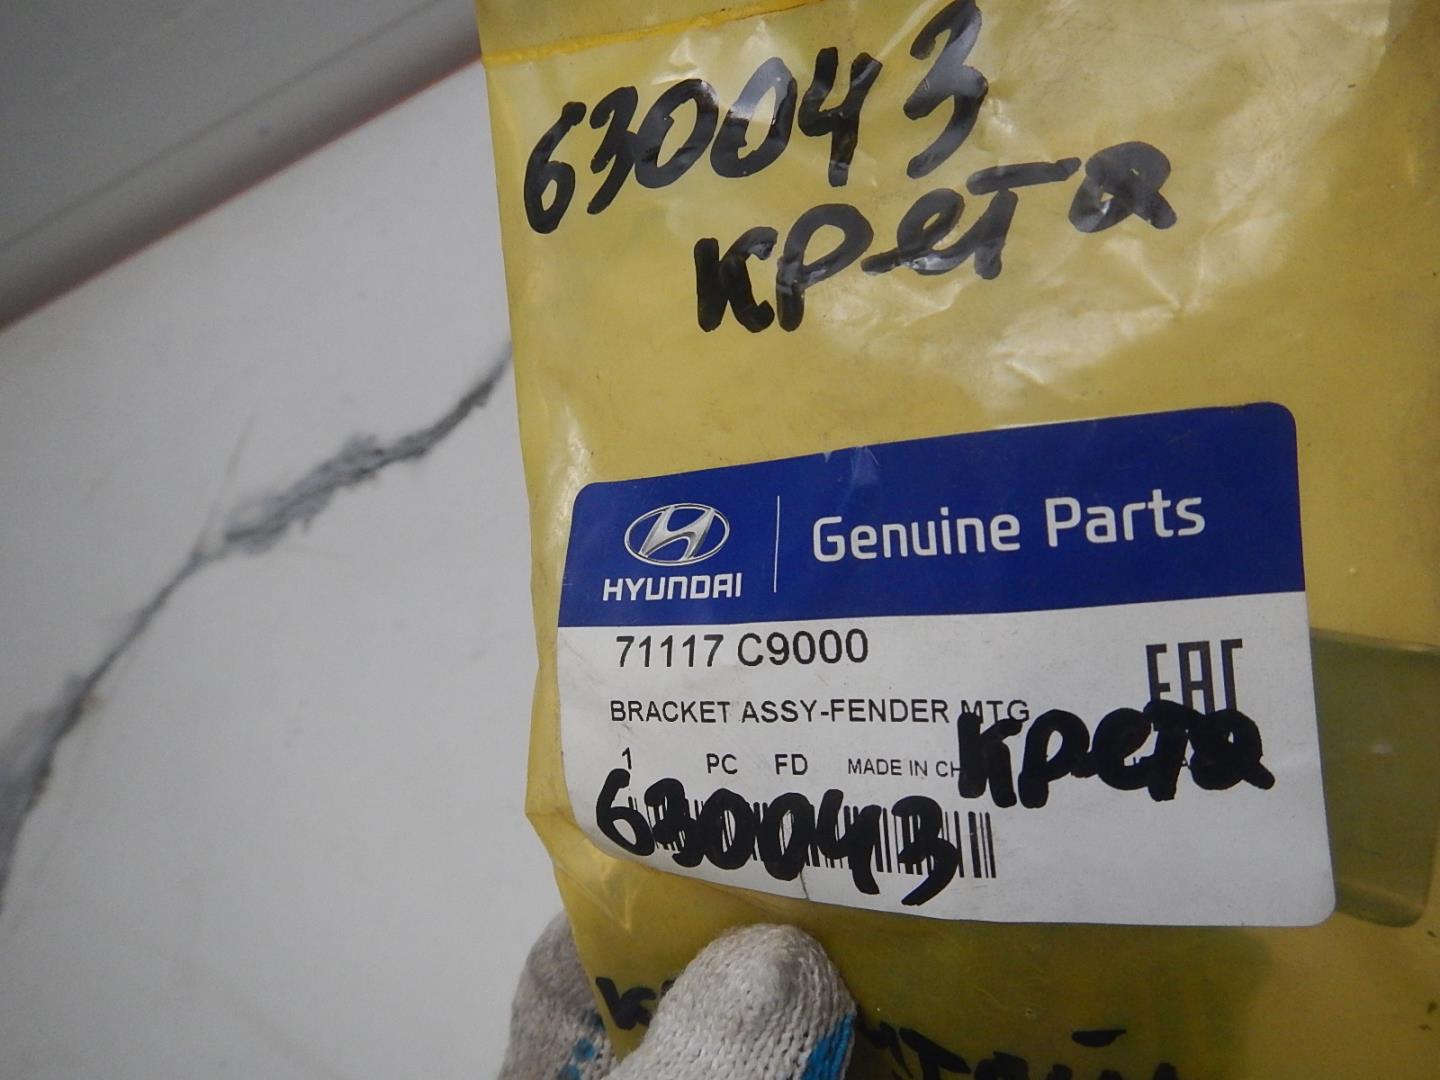 630043
крета
HYUNDAI
Genuine Parts
71117 C9000
EAC
BRACKET ASSY-FENDER MTG
1 PC FD MADE IN
крета
630043